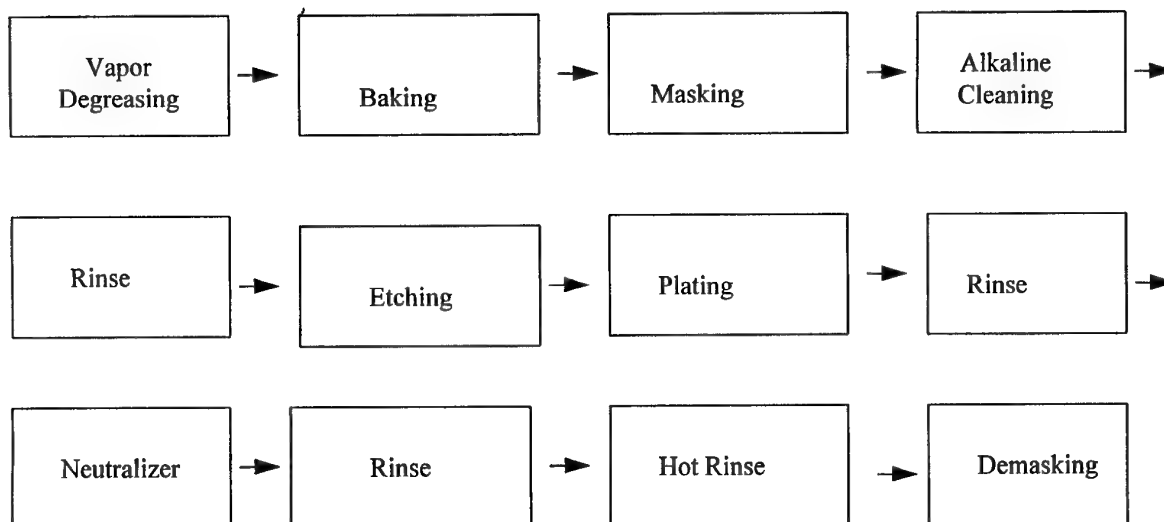 Vapor
Degreasing
Baking
Masking
Alkaline
Cleaning
Rinse
Etching
Plating
Rinse
Neutralizer
Rinse
Hot Rinse
Demasking